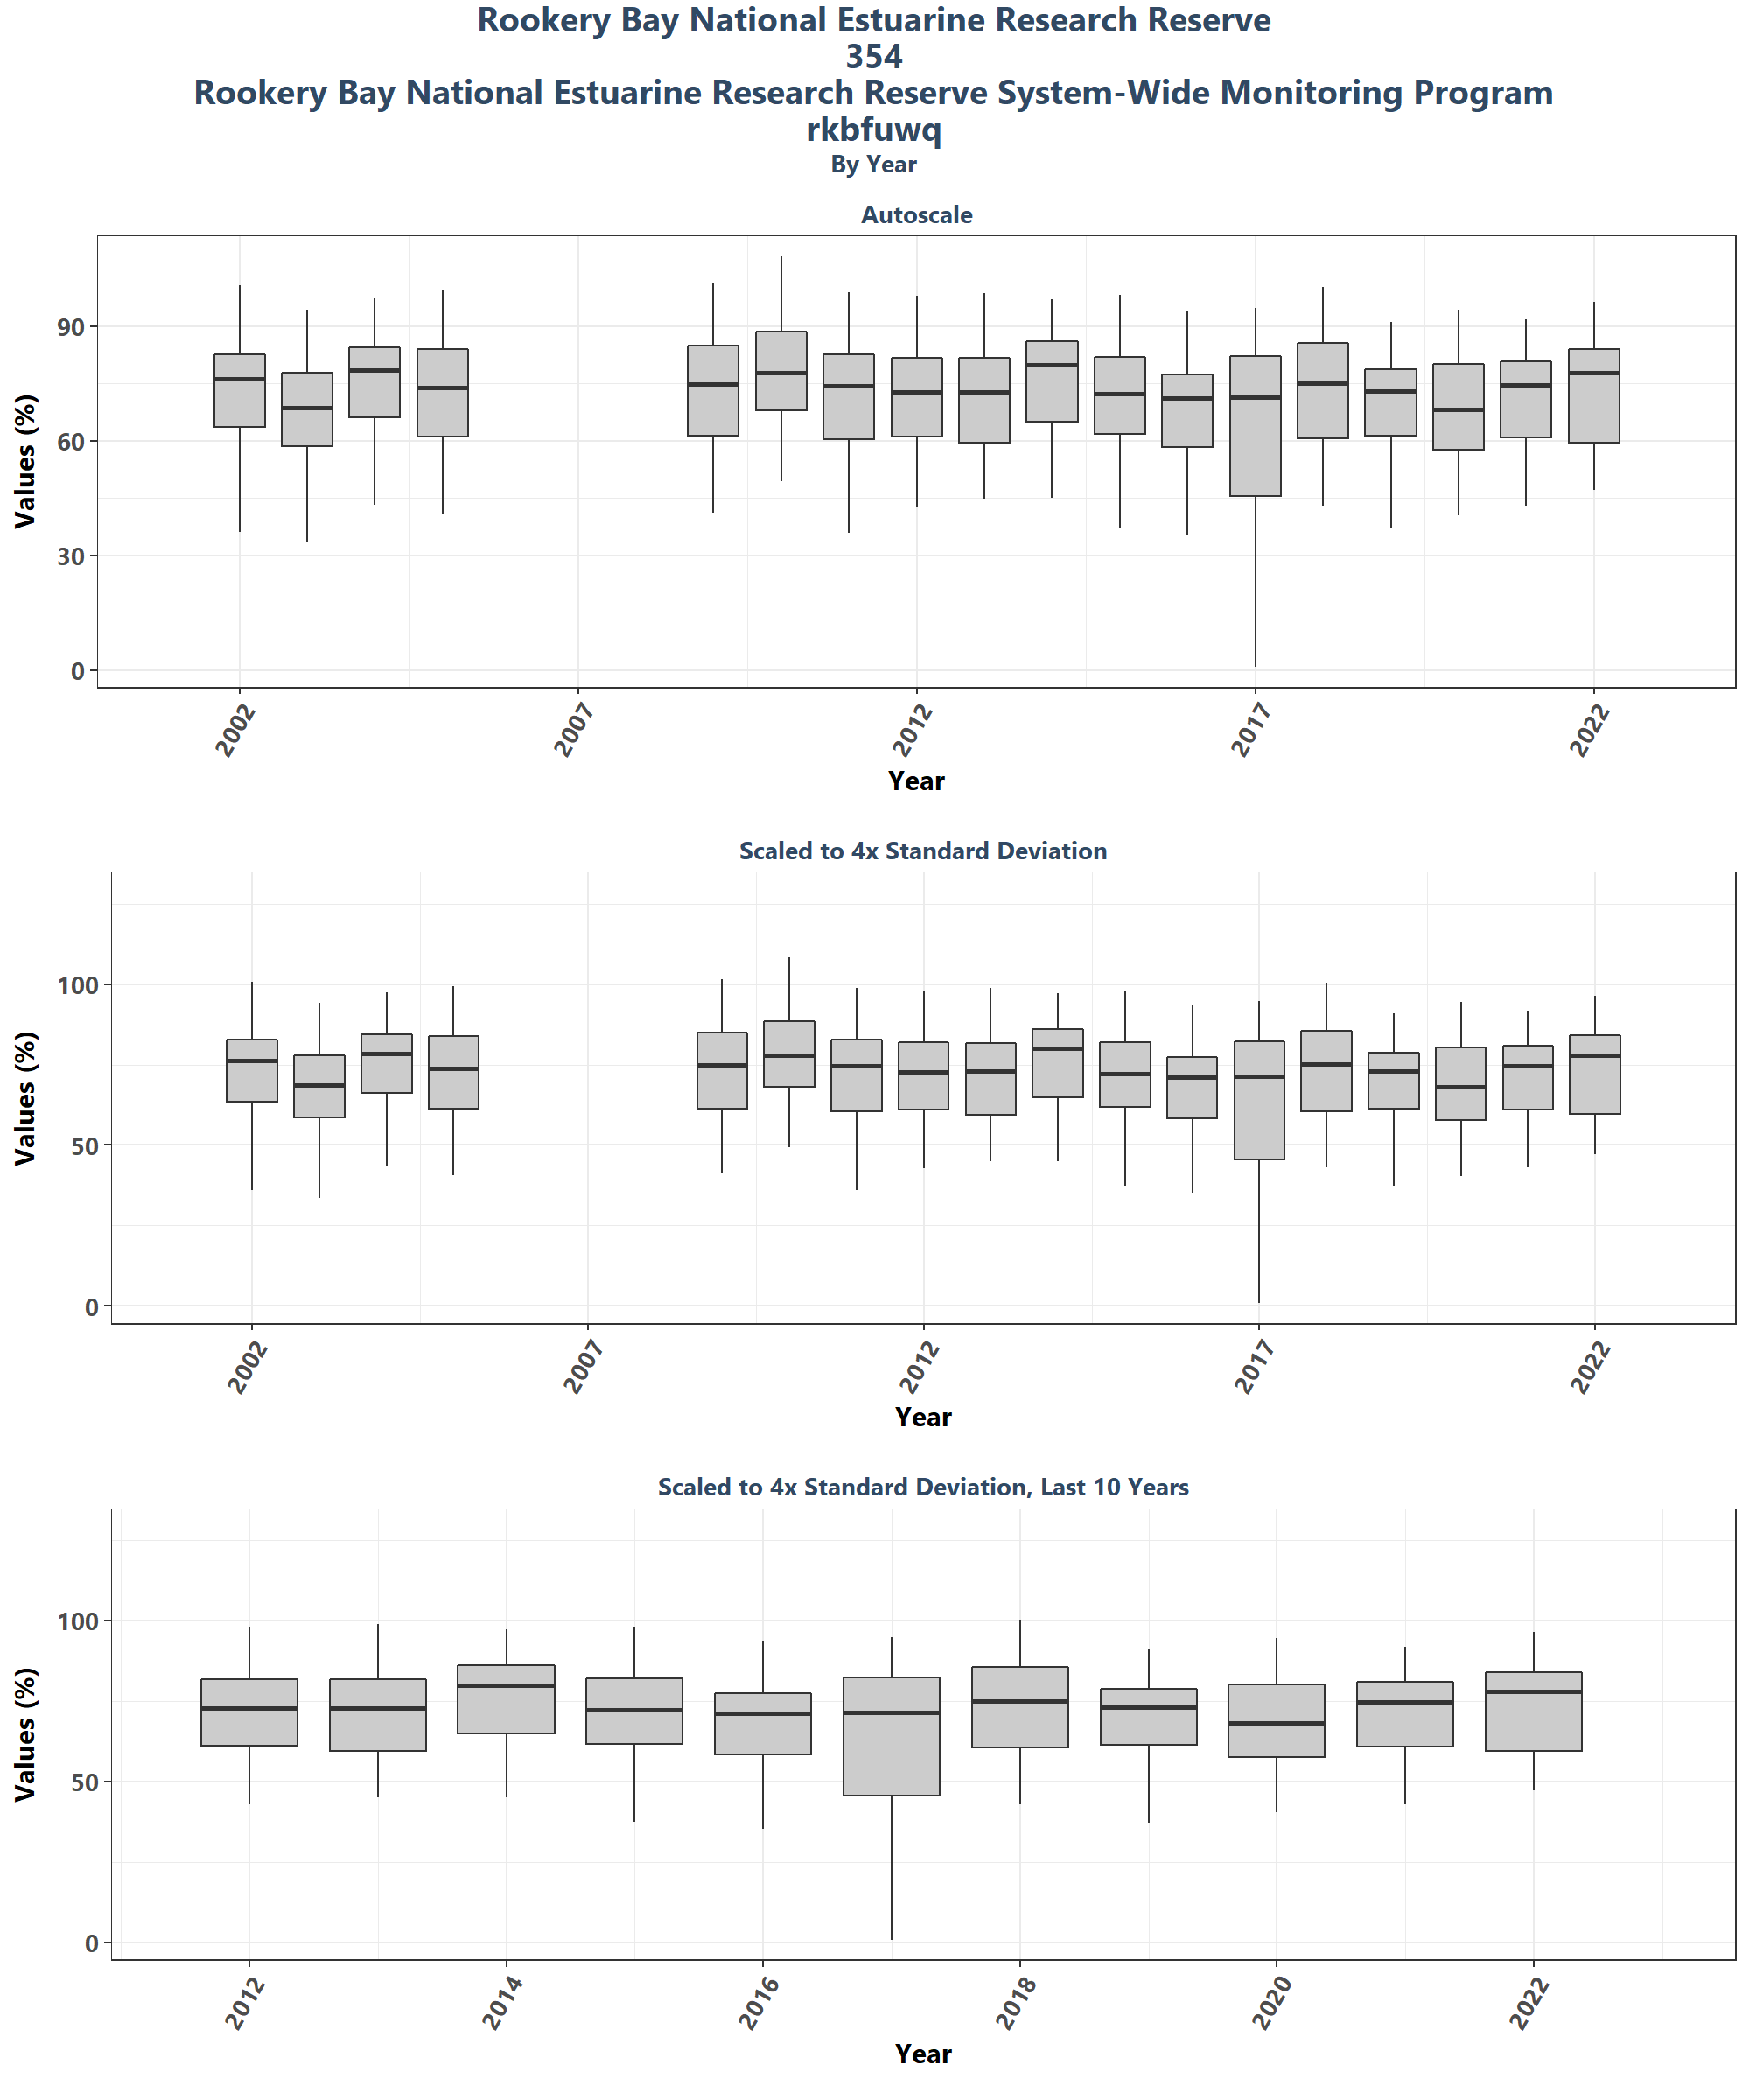 Rookery Bay National Estuarine Research Reserve
354
Rookery Bay National Estuarine Research Reserve System-Wide Monitoring Program
rkbfuwq
By Year
Autoscale
Values (%)
90
60
30
0
2002 2007 2012 2017 2022
Year
Scaled to 4x Standard Deviation
Values (%)
100
50
0
2002 2007 2012 2017 2022
Year
Scaled to 4x Standard Deviation, Last 10 Years
Values (%)
100
50
0
2012 2014 2016 2018 2020 2022
Year